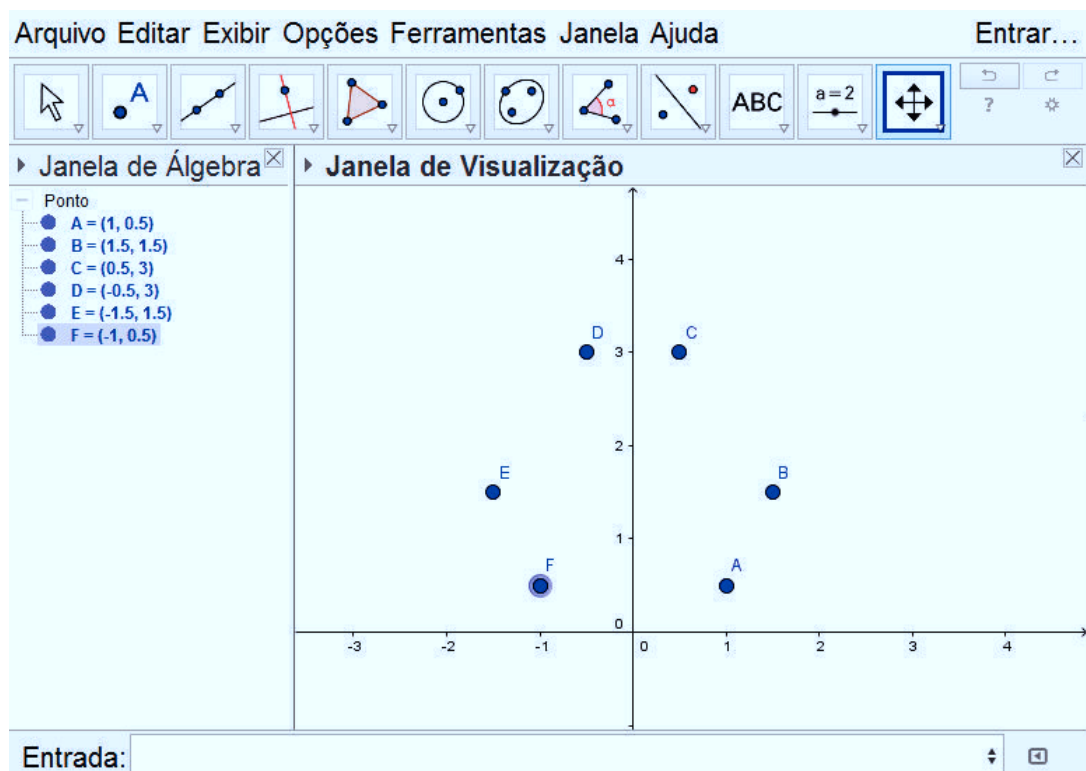 Arquivo Editar Exibir Opções Ferramentas Janela Ajuda Entrar...
A α ABC a = 2 ?
Janela de Álgebra
Janela de Visualização
Ponto
A = (1, 0.5)
B = (1.5, 1.5)
C = (0.5, 3)
D = (-0.5, 3)
E = (-1.5, 1.5)
F = (-1, 0.5)
4
D 3 C
2
E B
1
F A
0
-3 -2 -1 0 1 2 3 4
Entrada: